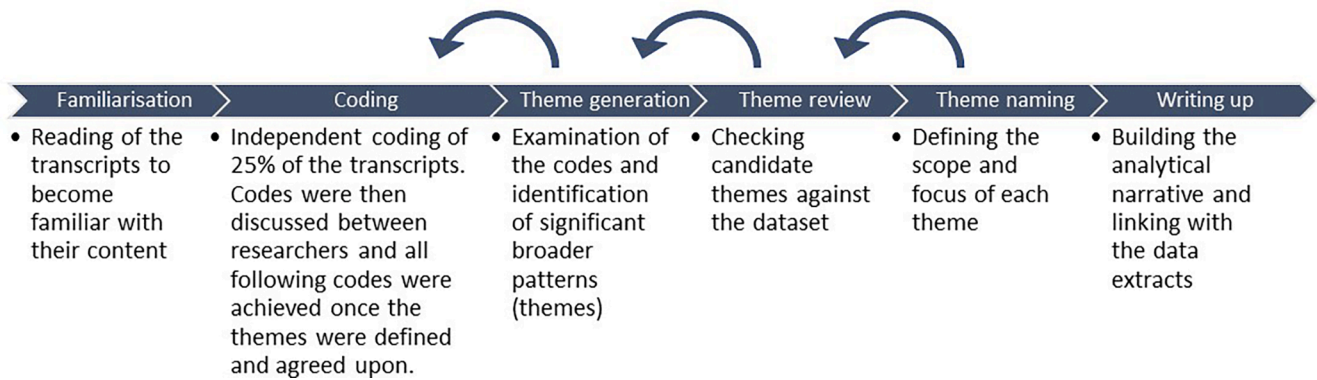 Familiarisation
Coding
Theme generation
Theme review
Theme naming
Writing up
• Reading of the
transcripts to
become
familiar with
their content
• Independent coding of
25% of the transcripts.
Codes were then
discussed between
researchers and all
following codes were
achieved once the
themes were defined
and agreed upon.
• Examination of
the codes and
identification
of significant
broader
patterns
(themes)
• Checking
candidate
themes against
the dataset
• Defining the
scope and
focus of each
theme
• Building the
analytical
narrative and
linking with
the data
extracts